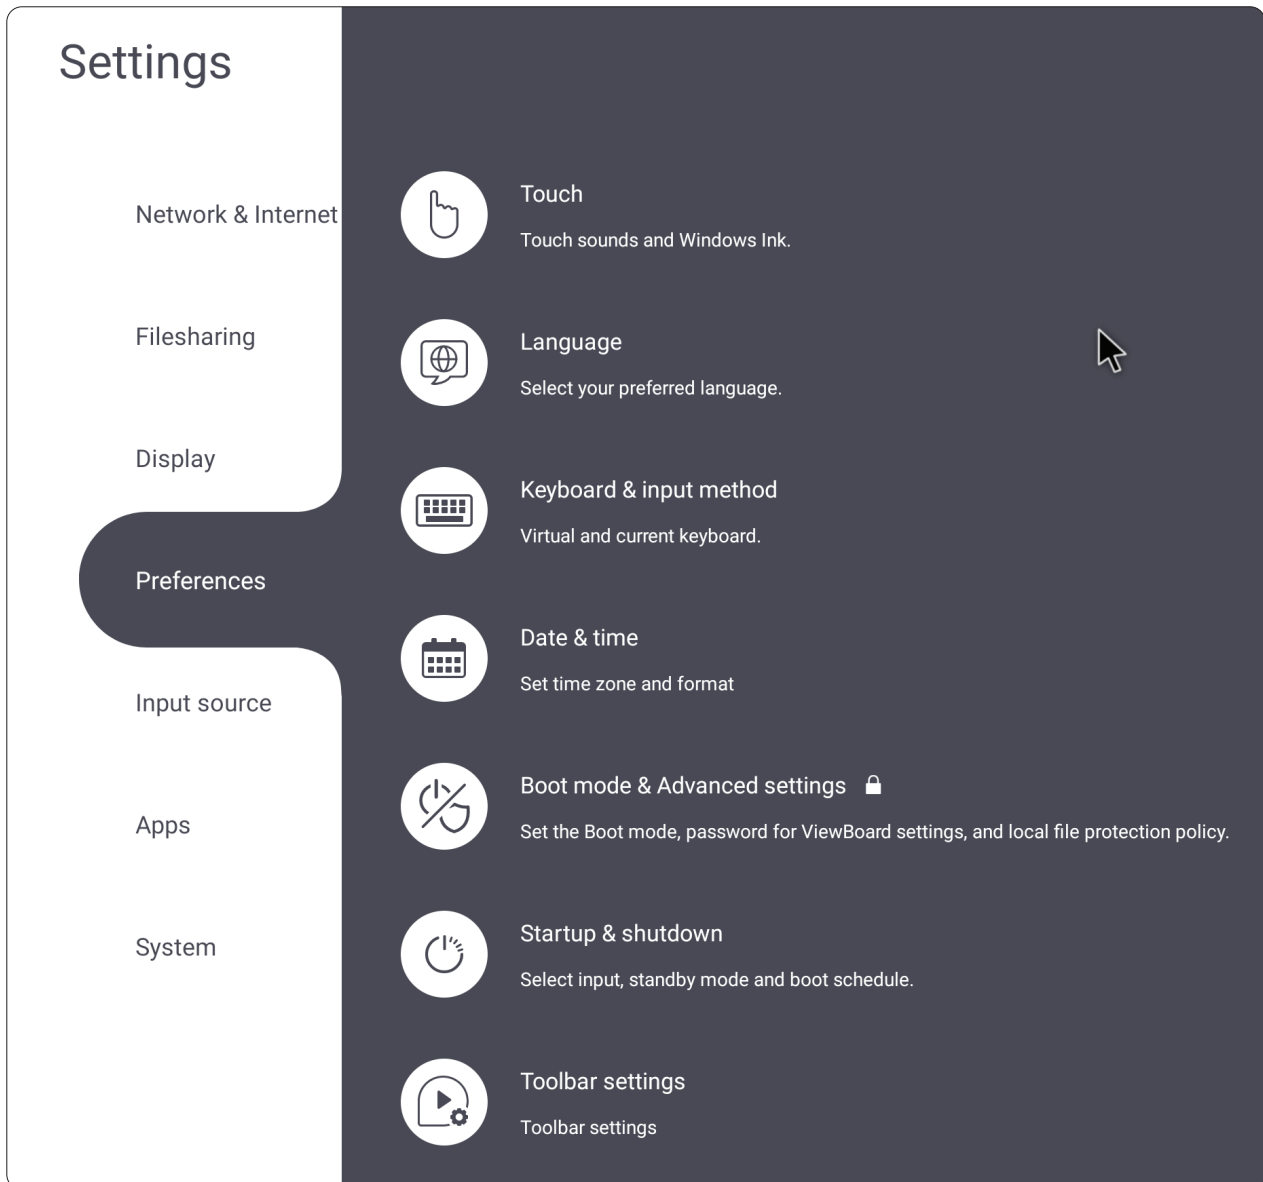 Settings
Network & Internet
Filesharing
Display
Preferences
Input source
Apps
System
Touch
Touch sounds and Windows Ink.
Language
Select your preferred language.
Keyboard & input method
Virtual and current keyboard.
Date & time
Set time zone and format
Boot mode & Advanced settings
Set the Boot mode, password for ViewBoard settings, and local file protection policy.
Startup & shutdown
Select input, standby mode and boot schedule.
Toolbar settings
Toolbar settings